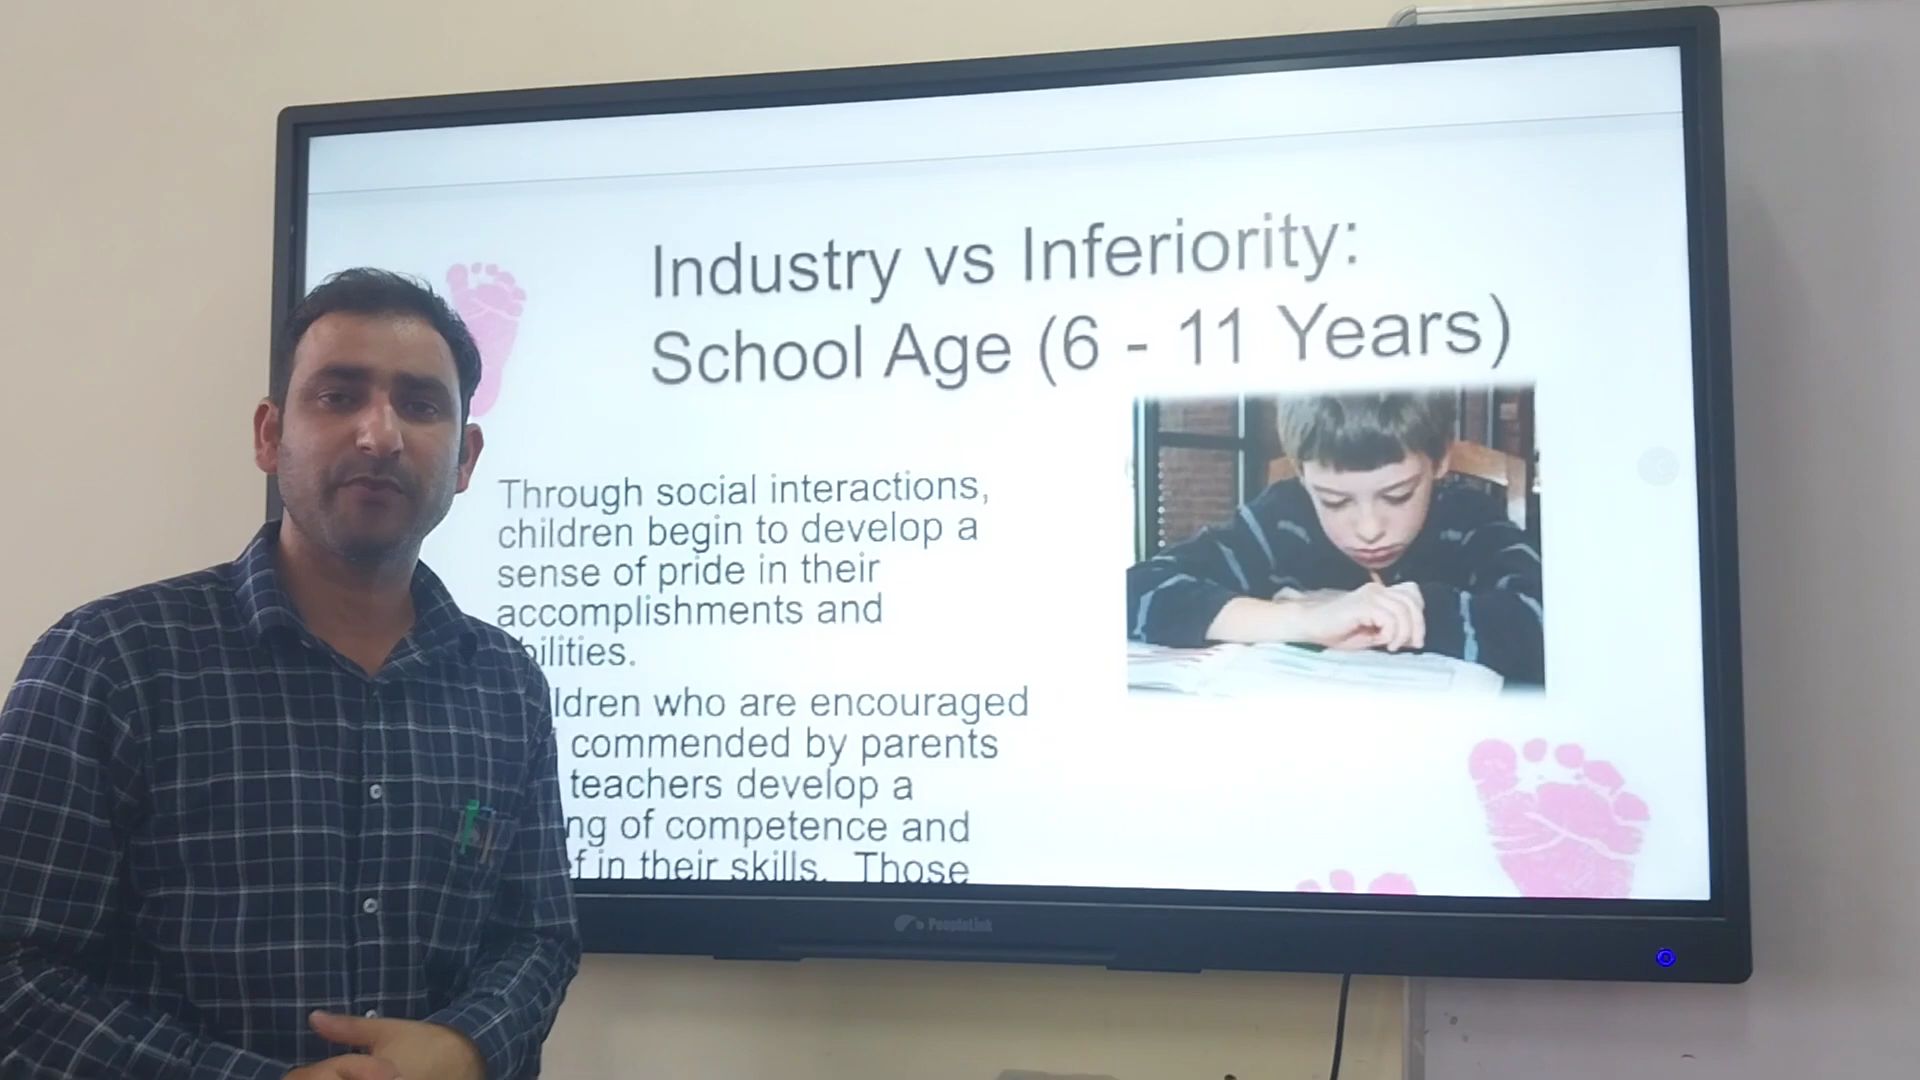 Industry vs Inferiority:
School Age (6 - 11 Years)
Through social interactions,
children begin to develop a
sense of pride in their
accomplishments and
bilities.
ldren who are encouraged
commended by parents
teachers develop a
ng of competence and
f in their skills. Those
PeopleLink